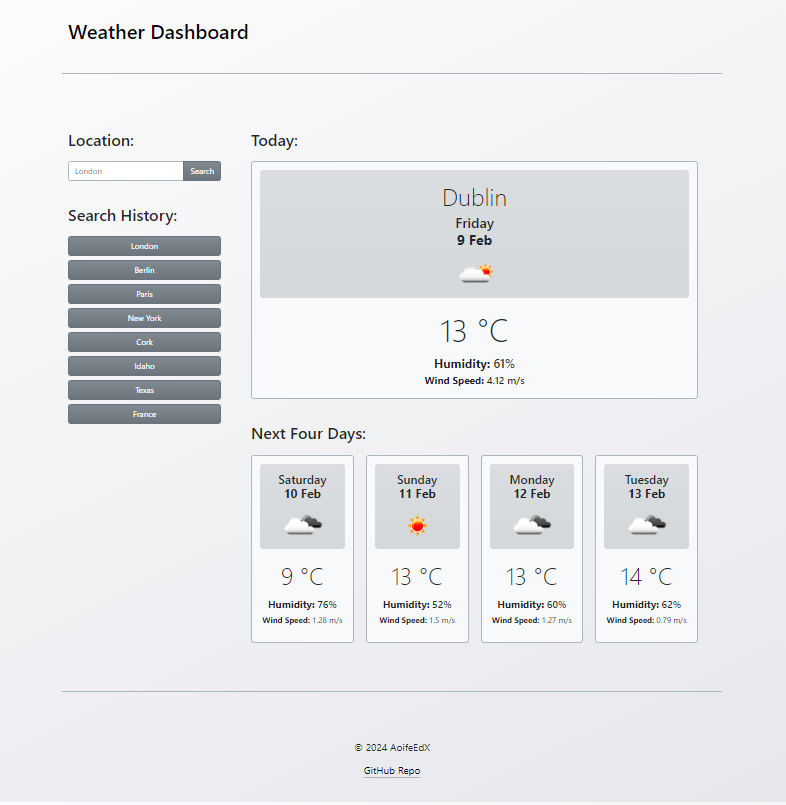 Weather Dashboard
Location:
London
Search
Search History:
London
Berlin
Paris
New York
Cork
Idaho
Texas
France
Today:
Dublin
Friday
9 Feb
13 °C
Humidity: 61%
Wind Speed: 4.12 m/s
Next Four Days:
Saturday
10 Feb
9 °C
Humidity: 76%
Wind Speed: 1.28 m/s
Sunday
11 Feb
13 °C
Humidity: 52%
Wind Speed: 1.5 m/s
Monday
12 Feb
13 °C
Humidity: 60%
Wind Speed: 1.27 m/s
Tuesday
13 Feb
14 °C
Humidity: 62%
Wind Speed: 0.79 m/s
© 2024 AoifeEdX
GitHub Repo